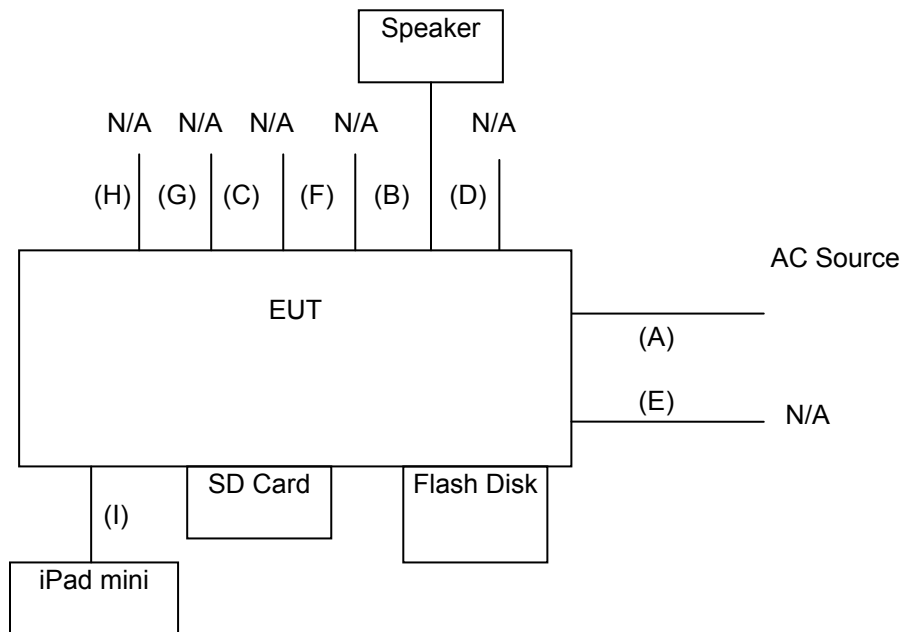 Speaker
N/A N/A N/A N/A N/A
(H) (G) (C) (F) (B) (D)
AC Source
EUT
(A)
(E)
N/A
SD Card Flash Disk
(I)
iPad mini